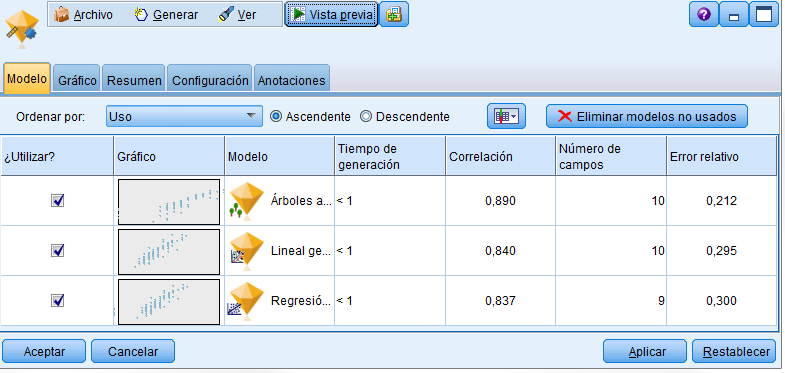 Archivo Generar Ver Vista previa
Modelo Gráfico Resumen Configuración Anotaciones
Ordenar por: Uso Ascendente Descendente Eliminar modelos no usados
¿Utilizar? Gráfico Modelo Tiempo de generación Correlación Número de campos Error relativo
Árboles a... < 1 0,890 10 0,212
Lineal ge... < 1 0,840 10 0,295
Regresió... < 1 0,837 9 0,300
Aceptar Cancelar Aplicar Restablecer